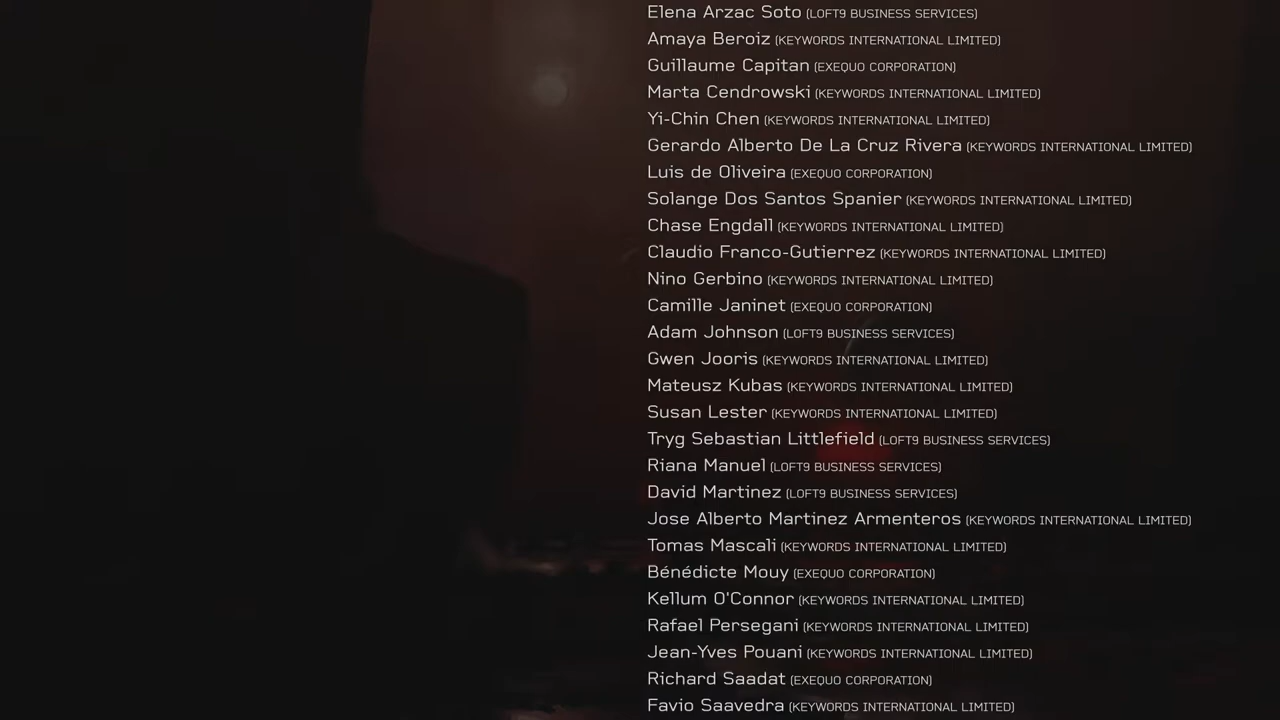 Elena Arzac Soto (LOFT9 BUSINESS SERVICES)
Amaya Beroiz (KEYWORDS INTERNATIONAL LIMITED)
Guillaume Capitan (EXEQUO CORPORATION)
Marta Cendrowski (KEYWORDS INTERNATIONAL LIMITED)
Yi-Chin Chen (KEYWORDS INTERNATIONAL LIMITED)
Gerardo Alberto De La Cruz Rivera (KEYWORDS INTERNATIONAL LIMITED)
Luis de Oliveira (EXEQUO CORPORATION)
Solange Dos Santos Spanier (KEYWORDS INTERNATIONAL LIMITED)
Chase Engdall (KEYWORDS INTERNATIONAL LIMITED)
Claudio Franco-Gutierrez (KEYWORDS INTERNATIONAL LIMITED)
Nino Gerbino (KEYWORDS INTERNATIONAL LIMITED)
Camille Janinet (EXEQUO CORPORATION)
Adam Johnson (LOFT9 BUSINESS SERVICES)
Gwen Jooris (KEYWORDS INTERNATIONAL LIMITED)
Mateusz Kubas (KEYWORDS INTERNATIONAL LIMITED)
Susan Lester (KEYWORDS INTERNATIONAL LIMITED)
Tryg Sebastian Littlefield (LOFT9 BUSINESS SERVICES)
Riana Manuel (LOFT9 BUSINESS SERVICES)
David Martinez (LOFT9 BUSINESS SERVICES)
Jose Alberto Martinez Armenteros (KEYWORDS INTERNATIONAL LIMITED)
Tomas Mascali (KEYWORDS INTERNATIONAL LIMITED)
Bénédicte Mouy (EXEQUO CORPORATION)
Kellum O'Connor (KEYWORDS INTERNATIONAL LIMITED)
Rafael Persegani (KEYWORDS INTERNATIONAL LIMITED)
Jean-Yves Pouani (KEYWORDS INTERNATIONAL LIMITED)
Richard Saadat (EXEQUO CORPORATION)
Favio Saavedra (KEYWORDS INTERNATIONAL LIMITED)